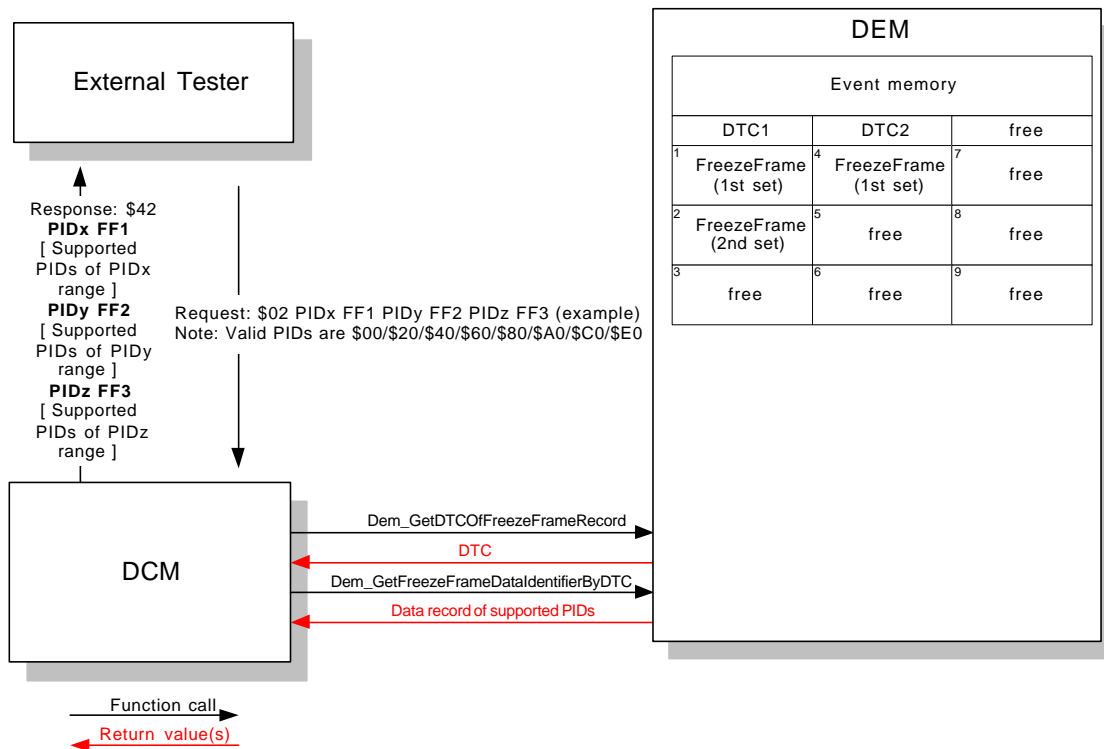 External Tester
Response: $42
PIDx FF1
[ Supported
PIDs of PIDx
range ]
PIDy FF2
[ Supported
PIDs of PIDy
range ]
PIDz FF3
[ Supported
PIDs of PIDz
range ]
Request: $02 PIDx FF1 PIDy FF2 PIDz FF3 (example)
Note: Valid PIDs are $00/$20/$40/$60/$80/$A0/$C0/$E0
DEM
Event memory
DTC1 DTC2 free
1 FreezeFrame
(1st set)
4 FreezeFrame
(1st set)
7 free
2 FreezeFrame
(2nd set)
5 free
8 free
3 free
6 free
9 free
DCM
Dem_GetDTCOfFreezeFrameRecord
DTC
Dem_GetFreezeFrameDataIdentifierByDTC
Data record of supported PIDs
Function call
Return value(s)